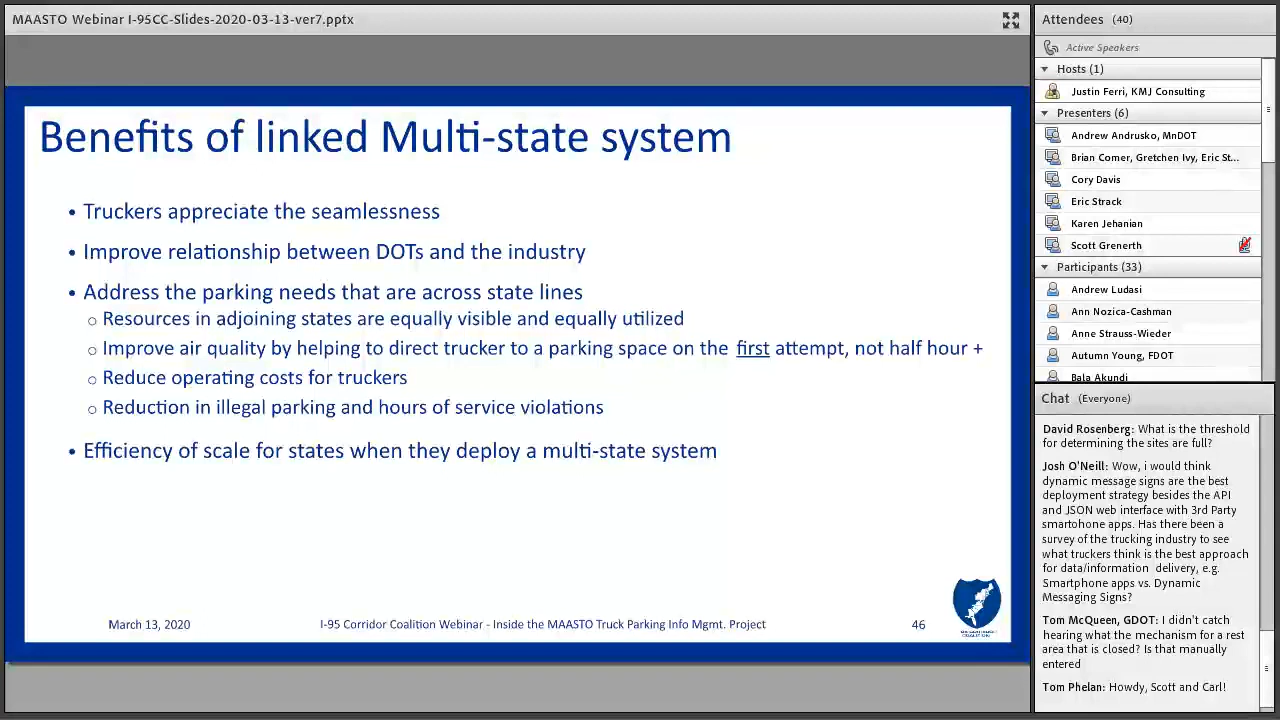 MAASTO Webinar I-95CC-Slides-2020-03-13-ver7.pptx
Benefits of linked Multi-state system
• Truckers appreciate the seamlessness
• Improve relationship between DOTs and the industry
• Address the parking needs that are across state lines
○ Resources in adjoining states are equally visible and equally utilized
○ Improve air quality by helping to direct trucker to a parking space on the first attempt, not half hour +
○ Reduce operating costs for truckers
○ Reduction in illegal parking and hours of service violations
• Efficiency of scale for states when they deploy a multi-state system
March 13, 2020
I-95 Corridor Coalition Webinar - Inside the MAASTO Truck Parking Info Mgmt. Project
46
Attendees (40)
Active Speakers
Hosts (1)
Justin Ferri, KMJ Consulting
Presenters (6)
Andrew Andrusko, MnDOT
Brian Comer, Gretchen Ivy, Eric St...
Cory Davis
Eric Strack
Karen Jehanian
Scott Grenerth
Participants (33)
Andrew Ludasi
Ann Nozica-Cashman
Anne Strauss-Wieder
Autumn Young, FDOT
Bala Akundi
Chat (Everyone)
David Rosenberg: What is the threshold
for determining the sites are full?
Josh O'Neill: Wow, i would think
dynamic message signs are the best
deployment strategy besides the API
and JSON web interface with 3rd Party
smartohone apps. Has there been a
survey of the trucking industry to see
what truckers think is the best approach
for data/information delivery, e.g.
Smartphone apps vs. Dynamic
Messaging Signs?
Tom McQueen, GDOT: I didn't catch
hearing what the mechanism for a rest
area that is closed? Is that manually
entered
Tom Phelan: Howdy, Scott and Carl!